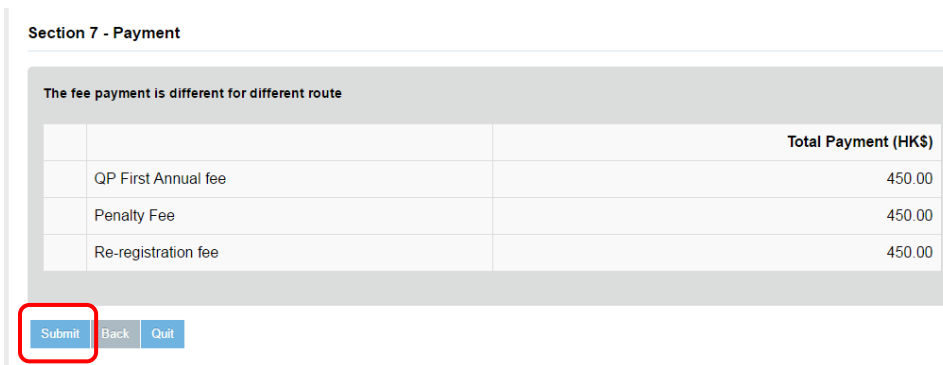 Section 7 - Payment
The fee payment is different for different route
Total Payment (HK$)
QP First Annual fee 450.00
Penalty Fee 450.00
Re-registration fee 450.00
Submit Back Quit